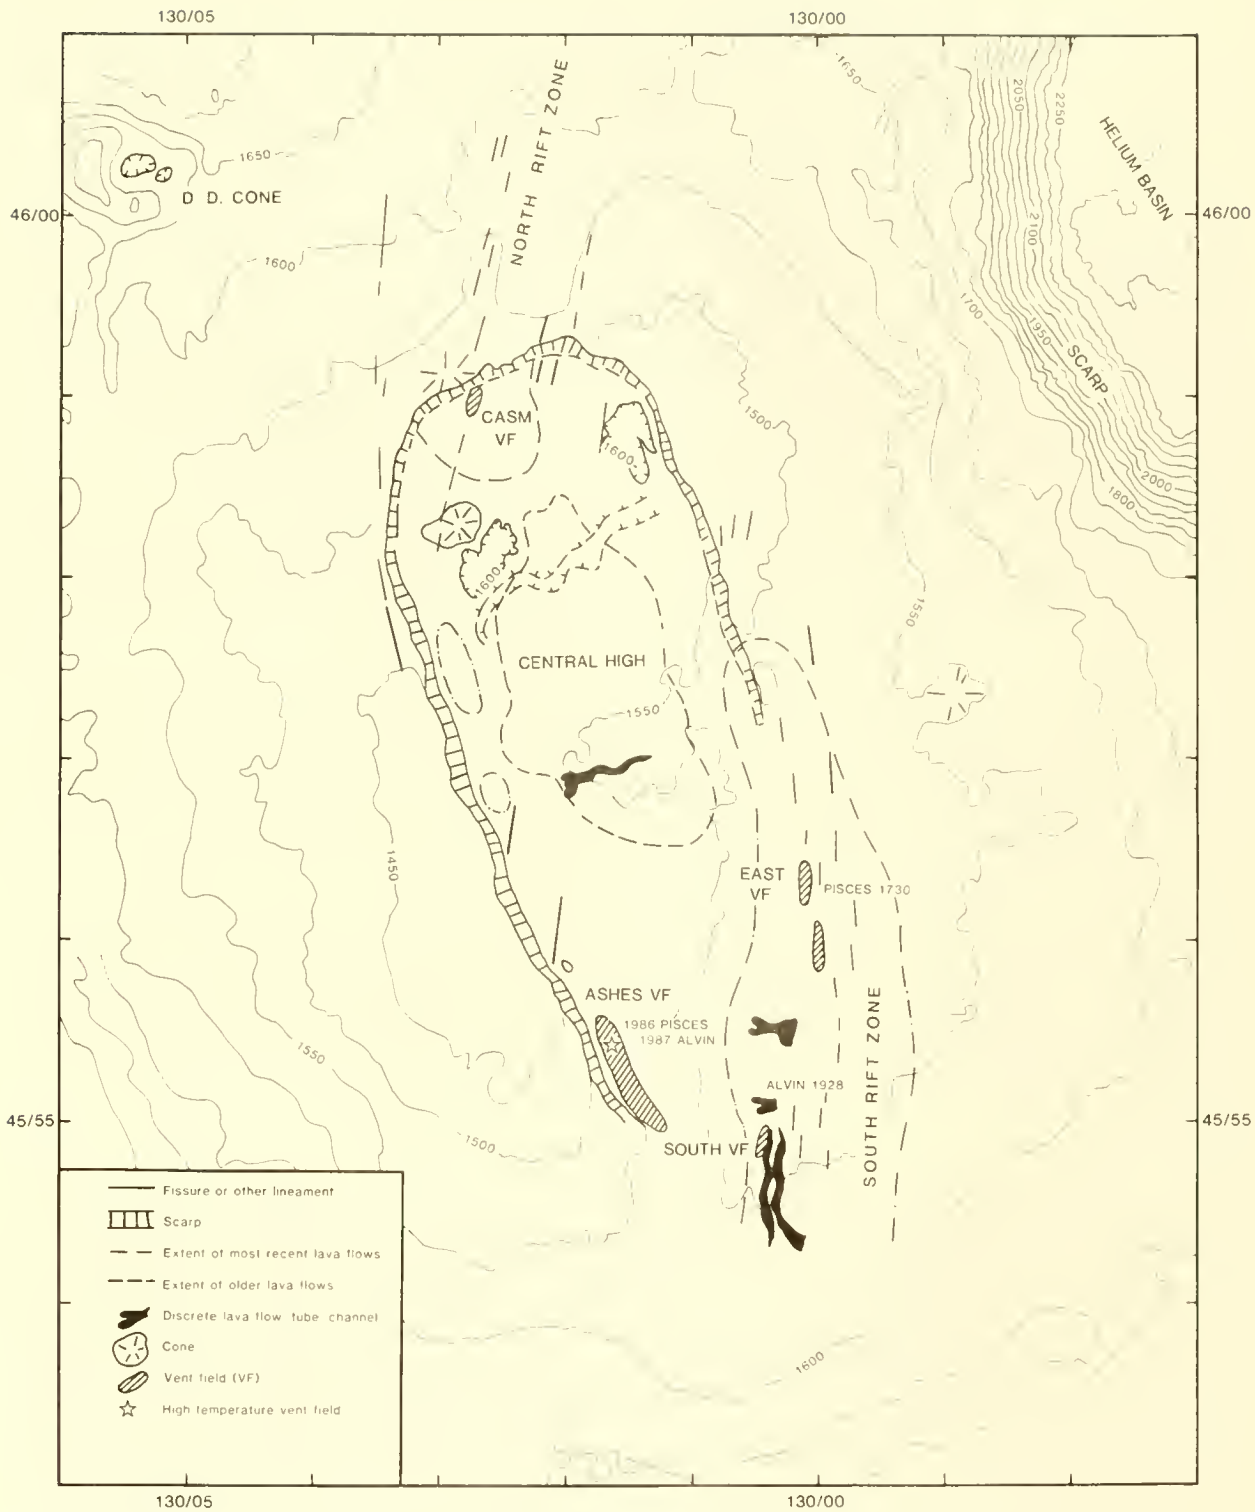 130/05
130/00
1650
2050
2250
NORTH RIFT ZONE
HELIUM BASIN
1650
D D. CONE
46/00
46/00
2100
1600
1700
1950
SCARP
CASM
VF
1500
1600
2000
1800
1600
1550
CENTRAL HIGH
1550
1450
EAST
VF
PISCES 1730
ASHES VF
1986 PISCES
1987 ALVIN
SOUTH RIFT ZONE
1550
ALVIN 1928
45/55
45/55
1500
SOUTH VF
Fissure or other lineament
Scarp
Extent of most recent lava flows
Extent of older lava flows
Discrete lava flow tube channel
Cone
Vent field (VF)
High temperature vent field
1600
130/05
130/00